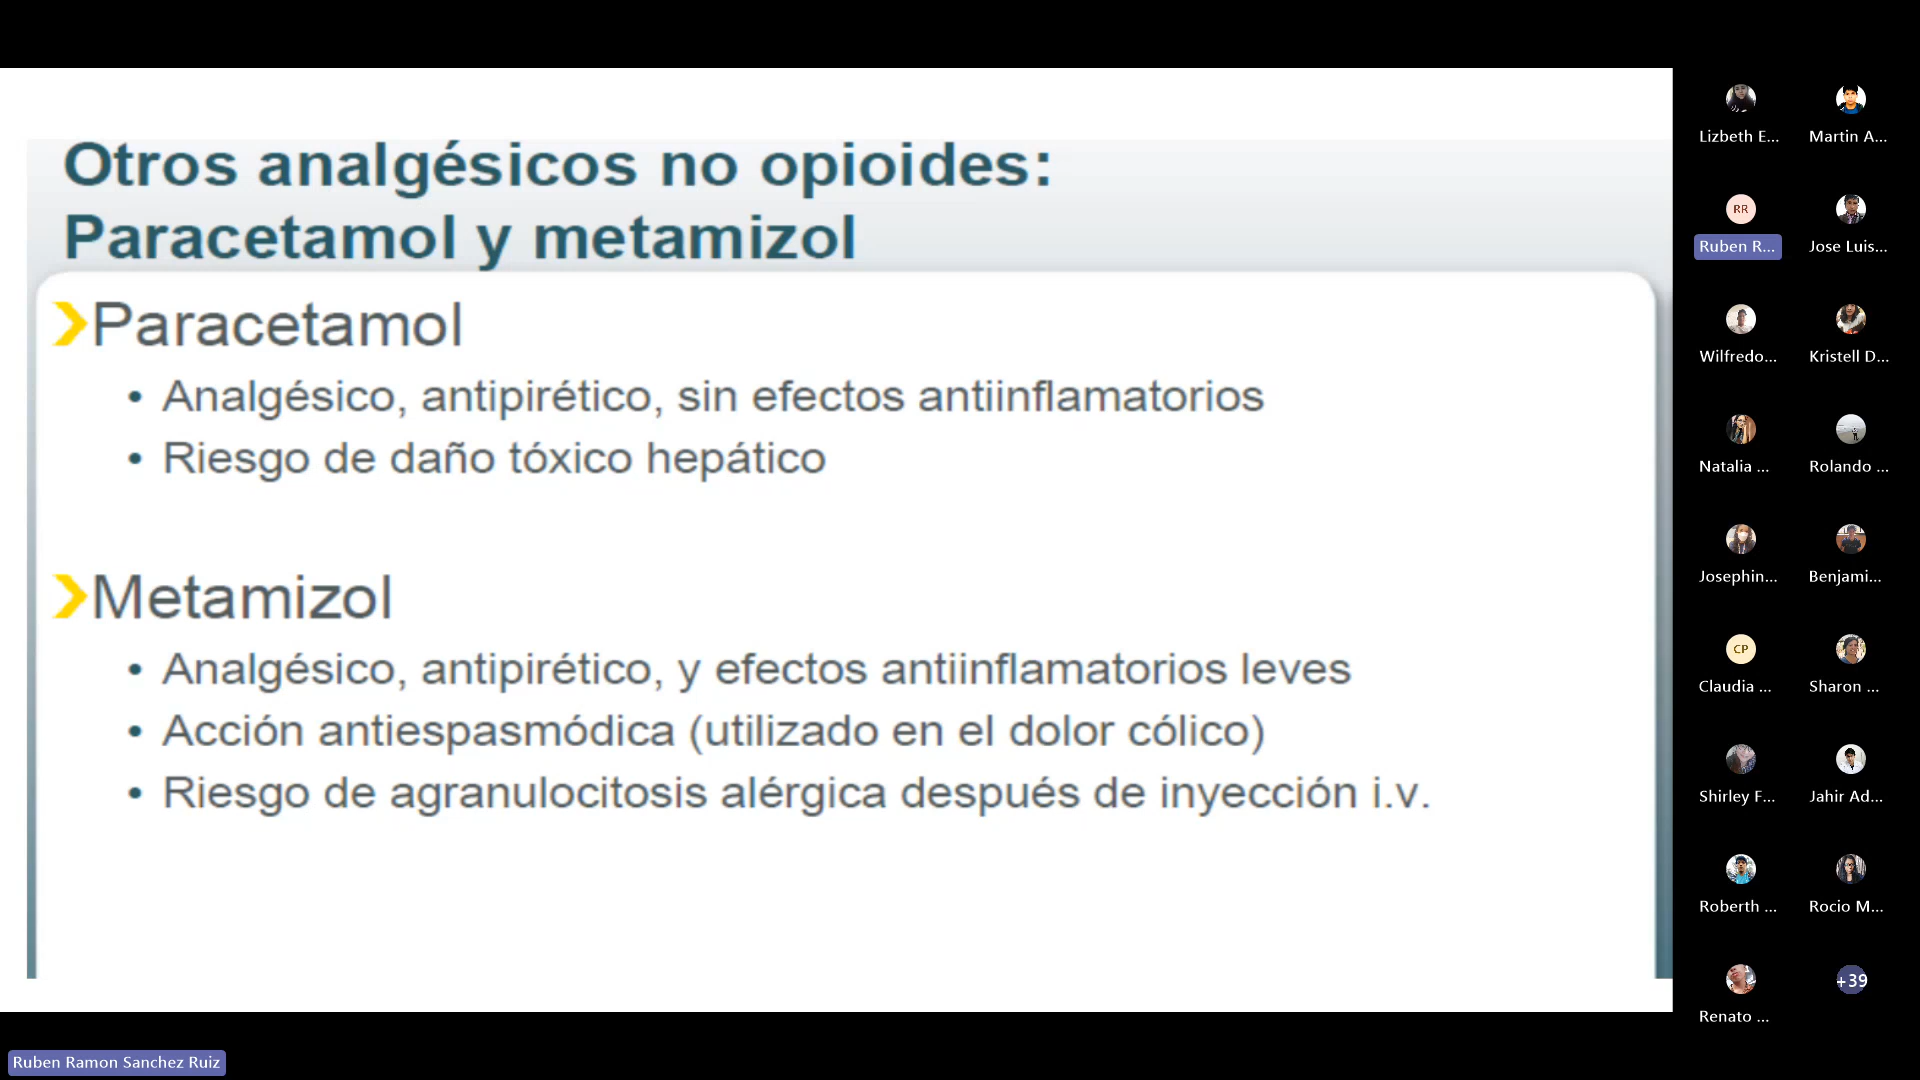 Otros analgésicos no opioides:
Paracetamol y metamizol
Paracetamol
• Analgésico, antipirético, sin efectos antiinflamatorios
• Riesgo de daño tóxico hepático
Metamizol
• Analgésico, antipirético, y efectos antiinflamatorios leves
• Acción antiespasmódica (utilizado en el dolor cólico)
• Riesgo de agranulocitosis alérgica después de inyección i.v.
Lizbeth E...
Martin A...
RR
Ruben R...
Jose Luis...
Wilfredo...
Kristell D...
Natalia ...
Rolando ...
Josephin...
Benjami...
CP
Claudia ...
Sharon ...
Shirley F...
Jahir Ad...
Roberth ...
Rocio M...
Renato ...
+39
Ruben Ramon Sanchez Ruiz